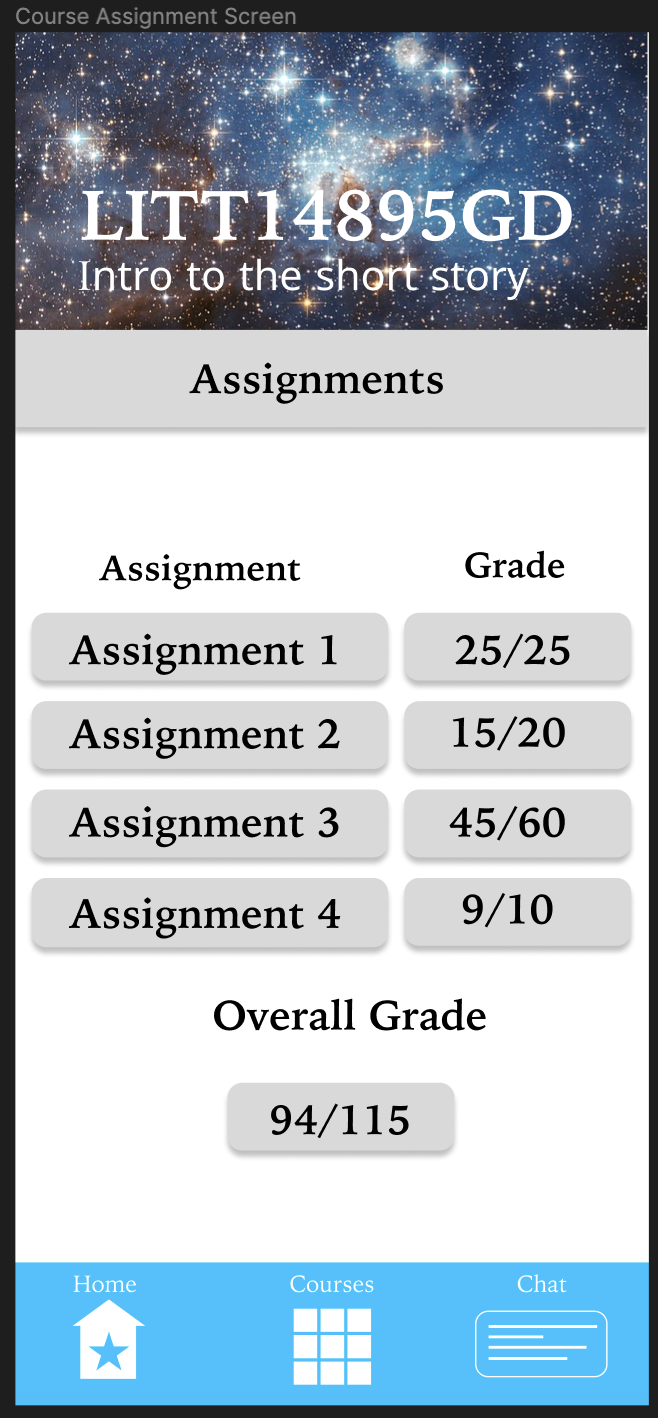 Course Assignment Screen
LITT14895GD
Intro to the short story
Assignments
Assignment Grade
Assignment 1 25/25
Assignment 2 15/20
Assignment 3 45/60
Assignment 4 9/10
Overall Grade
94/115
Home Courses Chat